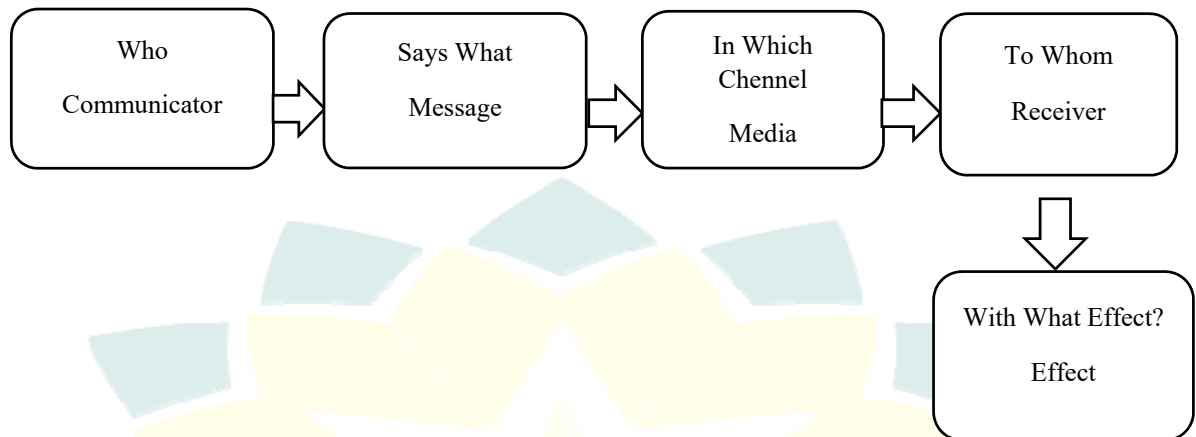 Who
Communicator
Says What
Message
In Which
Chennel
Media
To Whom
Receiver
With What Effect?
Effect